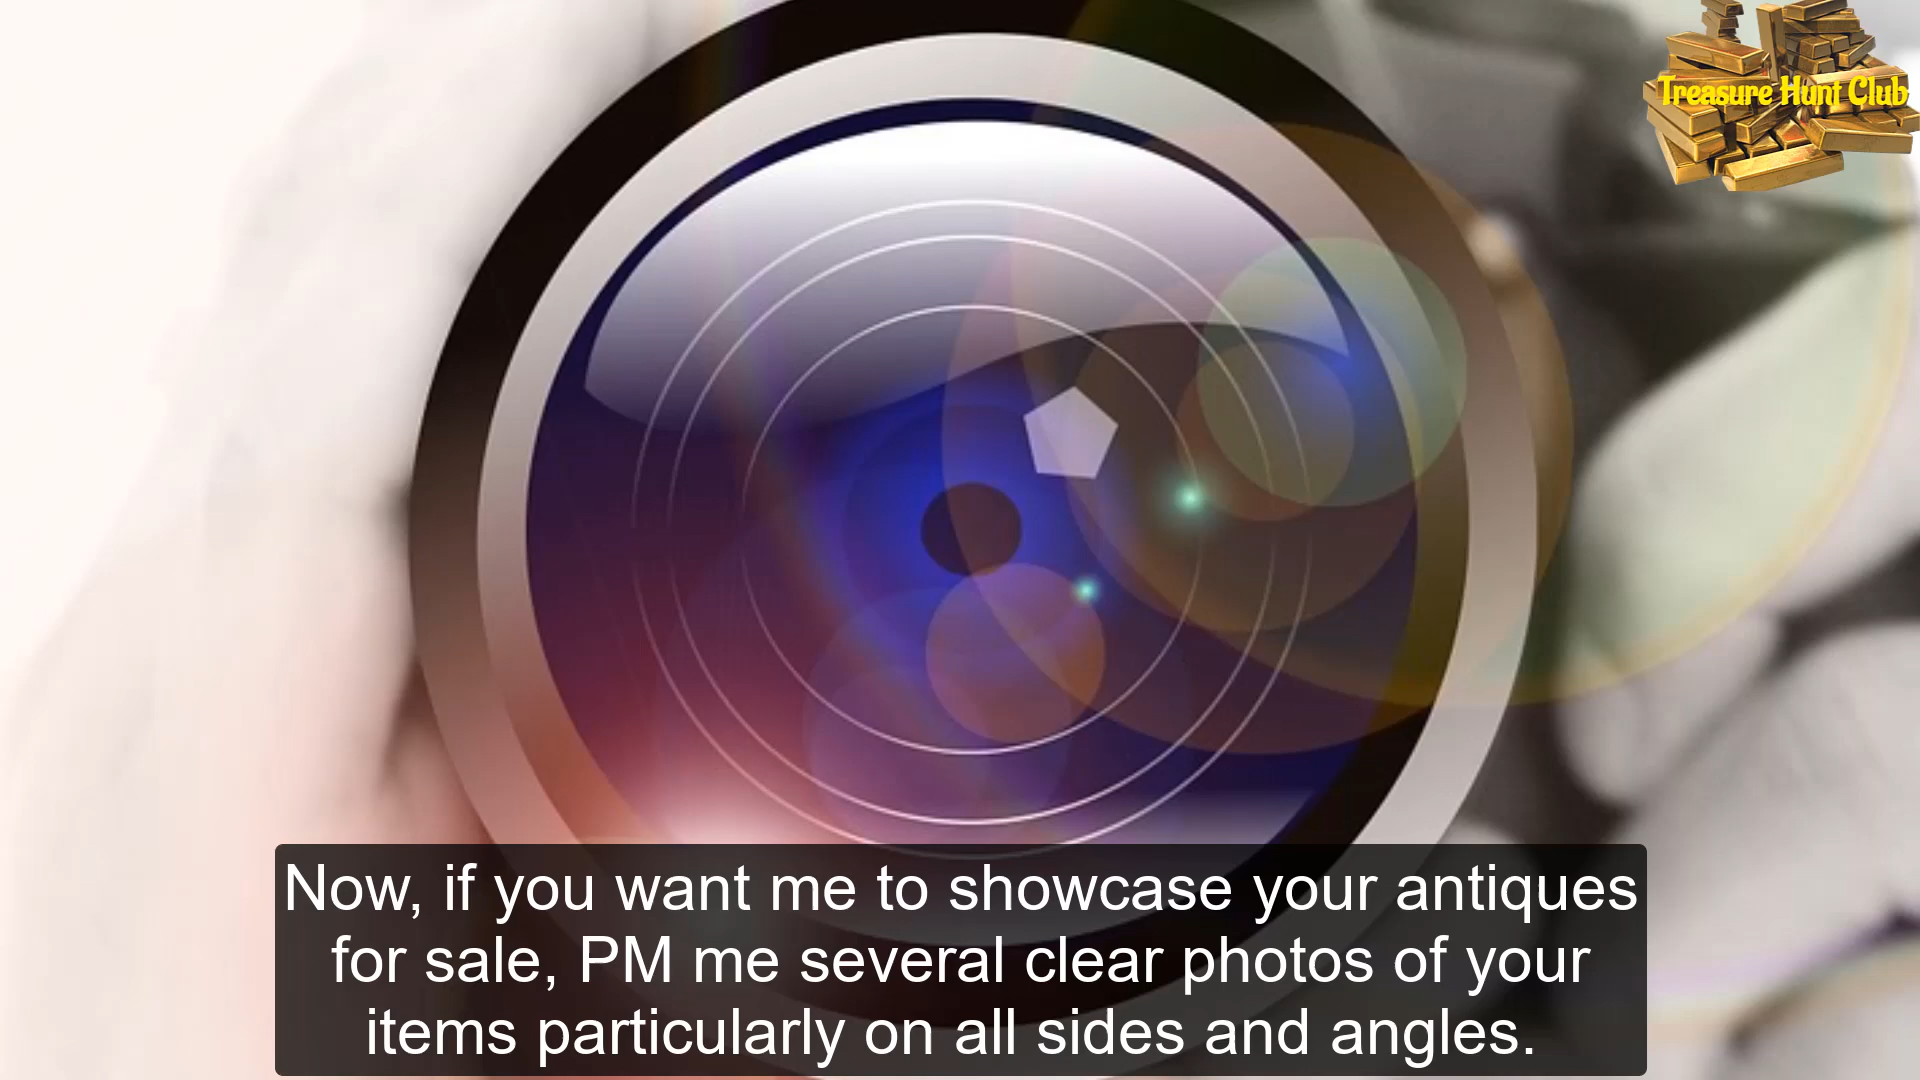 Treasure Hunt Club
Now, if you want me to showcase your antiques
for sale, PM me several clear photos of your
items particularly on all sides and angles.